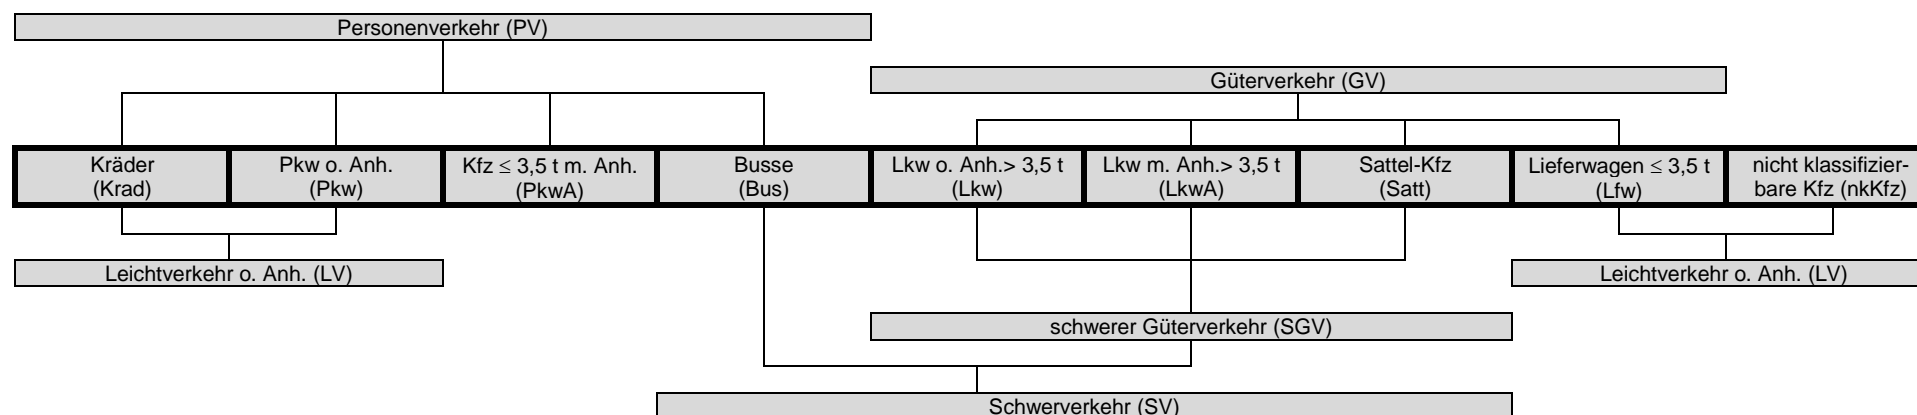 Personenverkehr (PV)
Güterverkehr (GV)
Kräder
(Krad)
Pkw o. Anh.
(Pkw)
Kfz ≤ 3,5 t m. Anh.
(PkwA)
Busse
(Bus)
Lkw o. Anh.> 3,5 t
(Lkw)
Lkw m. Anh.> 3,5 t
(LkwA)
Sattel-Kfz
(Satt)
Lieferwagen ≤ 3,5 t
(Lfw)
nicht klassifizier-
bare Kfz (nkKfz)
Leichtverkehr o. Anh. (LV)
Leichtverkehr o. Anh. (LV)
schwerer Güterverkehr (SGV)
Schwerverkehr (SV)